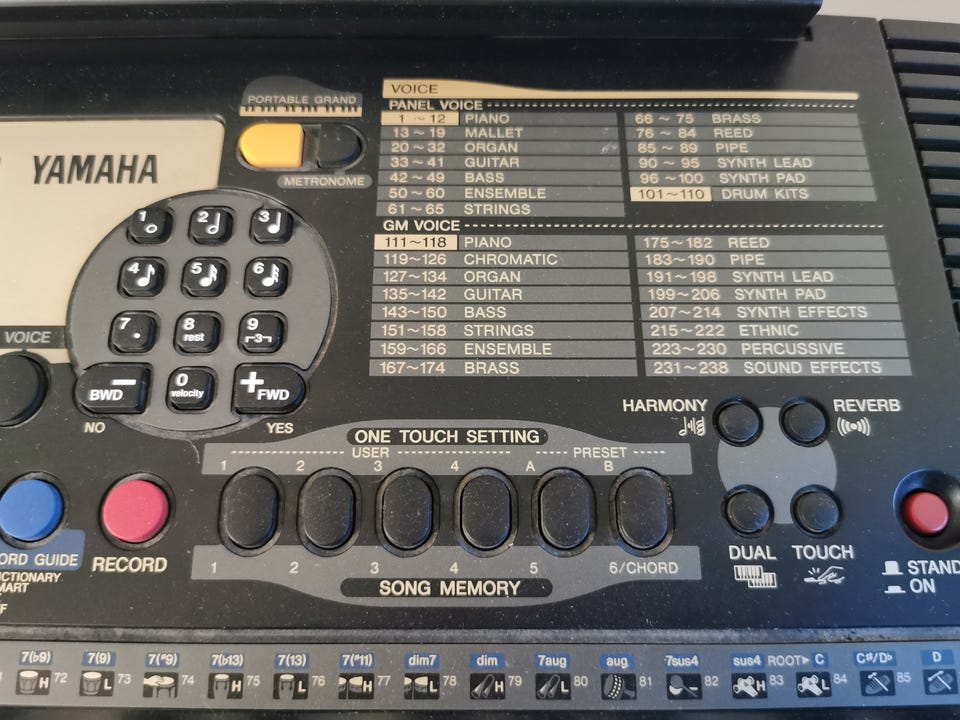 PORTABLE GRAND
METRONOME
YAMAHA
VOICE
1 2 3
4 5 6
7 8 rest 9 3
BWD − 0 velocity + FWD
NO YES
VOICE
PANEL VOICE
1 ~ 12 PIANO
13 ~ 19 MALLET
20 ~ 32 ORGAN
33 ~ 41 GUITAR
42 ~ 49 BASS
50 ~ 60 ENSEMBLE
61 ~ 65 STRINGS
66 ~ 75 BRASS
76 ~ 84 REED
85 ~ 89 PIPE
90 ~ 95 SYNTH LEAD
96 ~100 SYNTH PAD
101~110 DRUM KITS
GM VOICE
111~118 PIANO
119~126 CHROMATIC
127~134 ORGAN
135~142 GUITAR
143~150 BASS
151~158 STRINGS
159~166 ENSEMBLE
167~174 BRASS
175~182 REED
183~190 PIPE
191~198 SYNTH LEAD
199~206 SYNTH PAD
207~214 SYNTH EFFECTS
215~222 ETHNIC
223~230 PERCUSSIVE
231~238 SOUND EFFECTS
HARMONY REVERB
DUAL TOUCH
ONE TOUCH SETTING
USER PRESET
1 2 3 4 A B
1 2 3 4 5 6/CHORD
SONG MEMORY
ORD GUIDE
CTIONARY
MART
F
RECORD
STAND
ON
7(♭9) 7(9) 7(♯9) 7(♭13) 7(13) 7(♯11) dim7 dim 7aug aug 7sus4 sus4 ROOT▶ C C♯/D♭ D
H 72 L 73 74 H 75 L 76 H 77 L 78 H 79 L 80 81 82 H 83 L 84 85